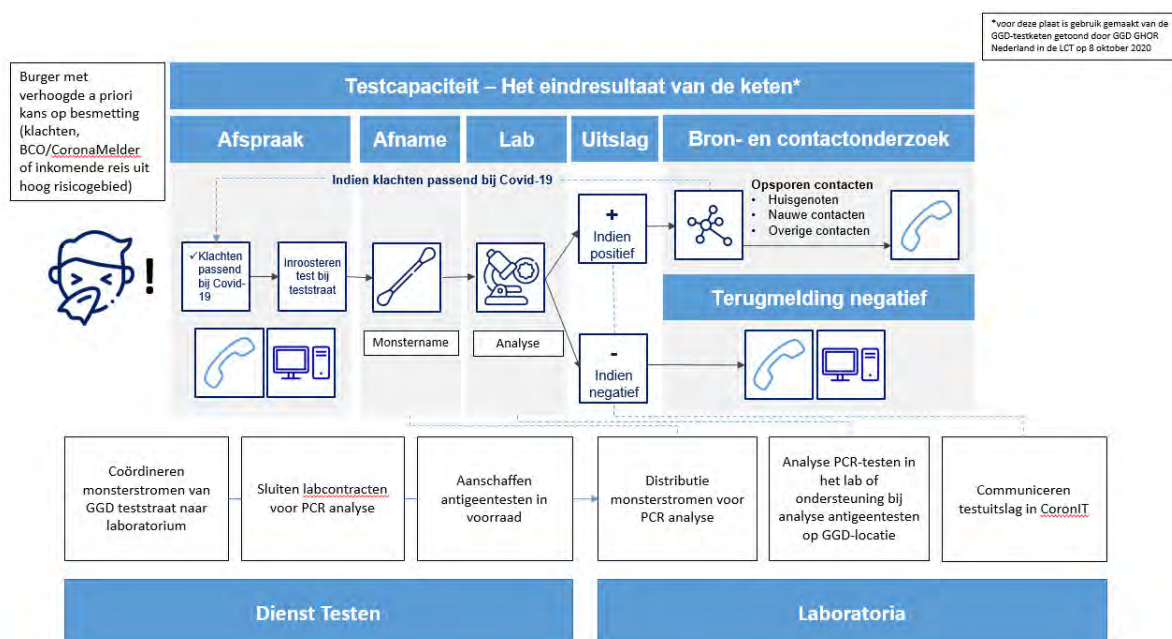 *voor deze plaat is gebruik gemaakt van de
GGD-testketen getoond door GGD GHOR
Nederland in de LCT op 8 oktober 2020
Burger met
verhoogde a priori
kans op besmetting
(klachten,
BCO/CoronaMelder
of inkomende reis uit
hoog risicogebied)
!
Testcapaciteit – Het eindresultaat van de keten*
Afspraak
Afname
Lab
Uitslag
Bron- en contactonderzoek
Indien klachten passend bij Covid-19
✓Klachten
passend
bij Covid-
19
Inroosteren
test bij
teststraat
Monstername
Analyse
+
Indien
positief
-
Indien
negatief
Opsporen contacten
• Huisgenoten
• Nauwe contacten
• Overige contacten
Terugmelding negatief
Coördineren
monsterstromen van
GGD teststraat naar
laboratorium
Sluiten labcontracten
voor PCR analyse
Aanschaffen
antigeentesten in
voorraad
Distributie
monsterstromen voor
PCR analyse
Analyse PCR-testen in
het lab of
ondersteuning bij
analyse antigeentesten
op GGD-locatie
Communiceren
testuitslag in CoronIT
Dienst Testen
Laboratoria